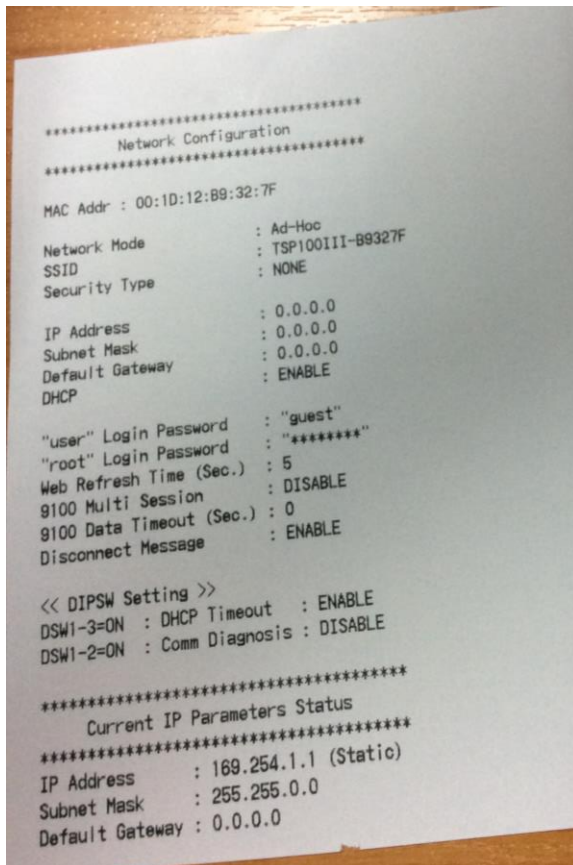 ****************************************
Network Configuration
****************************************
MAC Addr : 00:1D:12:B9:32:7F
Network Mode : Ad-Hoc
SSID : TSP100III-B9327F
Security Type : NONE
IP Address : 0.0.0.0
Subnet Mask : 0.0.0.0
Default Gateway : 0.0.0.0
DHCP : ENABLE
"user" Login Password : "guest"
"root" Login Password : "********"
Web Refresh Time (Sec.) : 5
9100 Multi Session : DISABLE
9100 Data Timeout (Sec.) : 0
Disconnect Message : ENABLE
<< DIPSW Setting >>
DSW1-3=ON : DHCP Timeout : ENABLE
DSW1-2=ON : Comm Diagnosis : DISABLE
****************************************
Current IP Parameters Status
****************************************
IP Address : 169.254.1.1 (Static)
Subnet Mask : 255.255.0.0
Default Gateway : 0.0.0.0